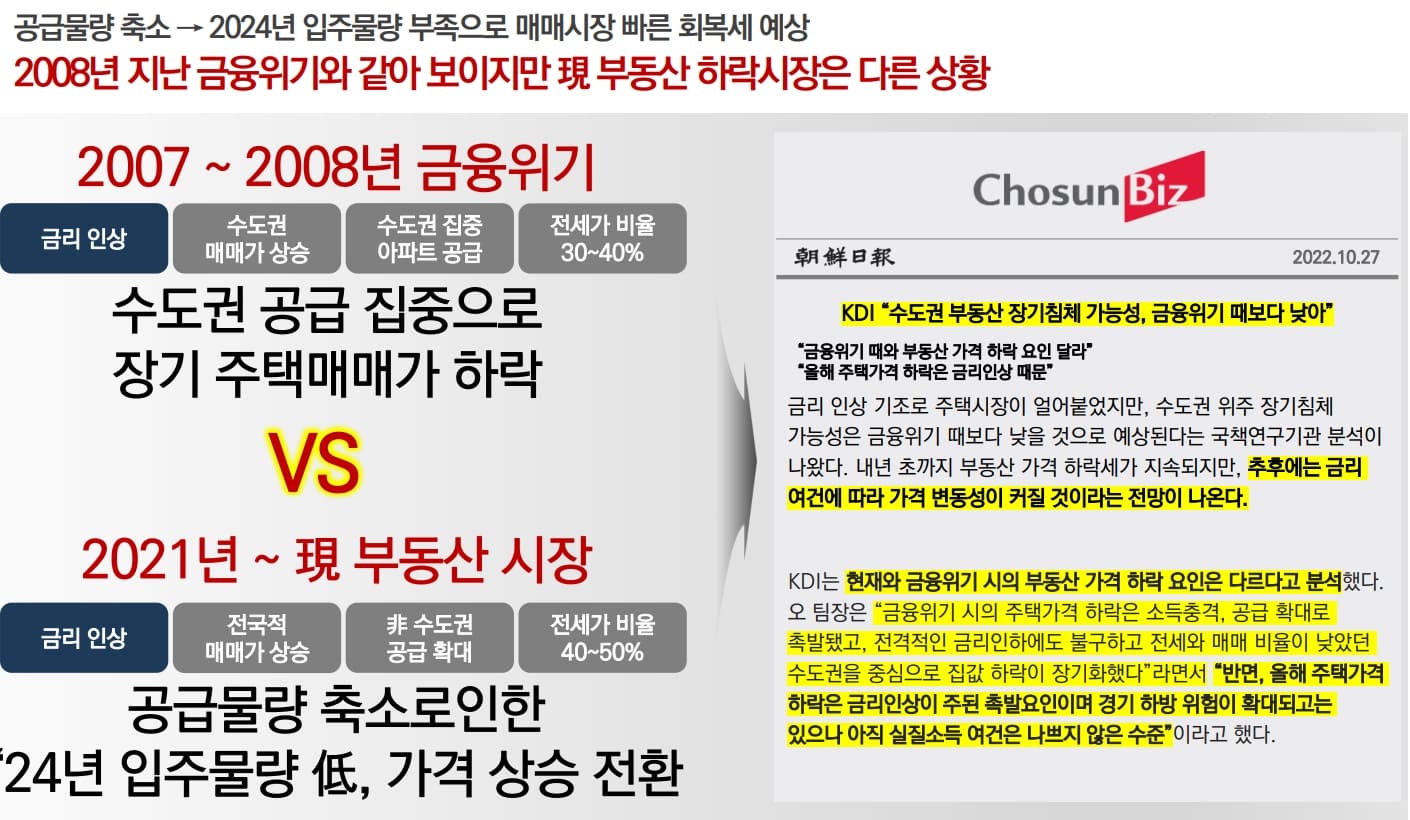 공급물량 축소 → 2024년 입주물량 부족으로 매매시장 빠른 회복세 예상
2008년 지난 금융위기와 같아 보이지만 現 부동산 하락시장은 다른 상황
2007 ~ 2008년 금융위기
금리 인상
수도권
매매가 상승
수도권 집중
아파트 공급
전세가 비율
30~40%
수도권 공급 집중으로
장기 주택매매가 하락
VS
2021년 ~ 現 부동산 시장
금리 인상
전국적
매매가 상승
非 수도권
공급 확대
전세가 비율
40~50%
공급물량 축소로인한
‘24년 입주물량 低, 가격 상승 전환
ChosunBiz
朝鮮日報
2022.10.27
KDI “수도권 부동산 장기침체 가능성, 금융위기 때보다 낮아”
“금융위기 때와 부동산 가격 하락 요인 달라”
“올해 주택가격 하락은 금리인상 때문”
금리 인상 기조로 주택시장이 얼어붙었지만, 수도권 위주 장기침체
가능성은 금융위기 때보다 낮을 것으로 예상된다는 국책연구기관 분석이
나왔다. 내년 초까지 부동산 가격 하락세가 지속되지만, 추후에는 금리
여건에 따라 가격 변동성이 커질 것이라는 전망이 나온다.
KDI는 현재와 금융위기 시의 부동산 가격 하락 요인은 다르다고 분석했다.
오 팀장은 “금융위기 시의 주택가격 하락은 소득충격, 공급 확대로
촉발됐고, 전격적인 금리인하에도 불구하고 전세와 매매 비율이 낮았던
수도권을 중심으로 집값 하락이 장기화했다”라면서 “반면, 올해 주택가격
하락은 금리인상이 주된 촉발요인이며 경기 하방 위험이 확대되고는
있으나 아직 실질소득 여건은 나쁘지 않은 수준”이라고 했다.